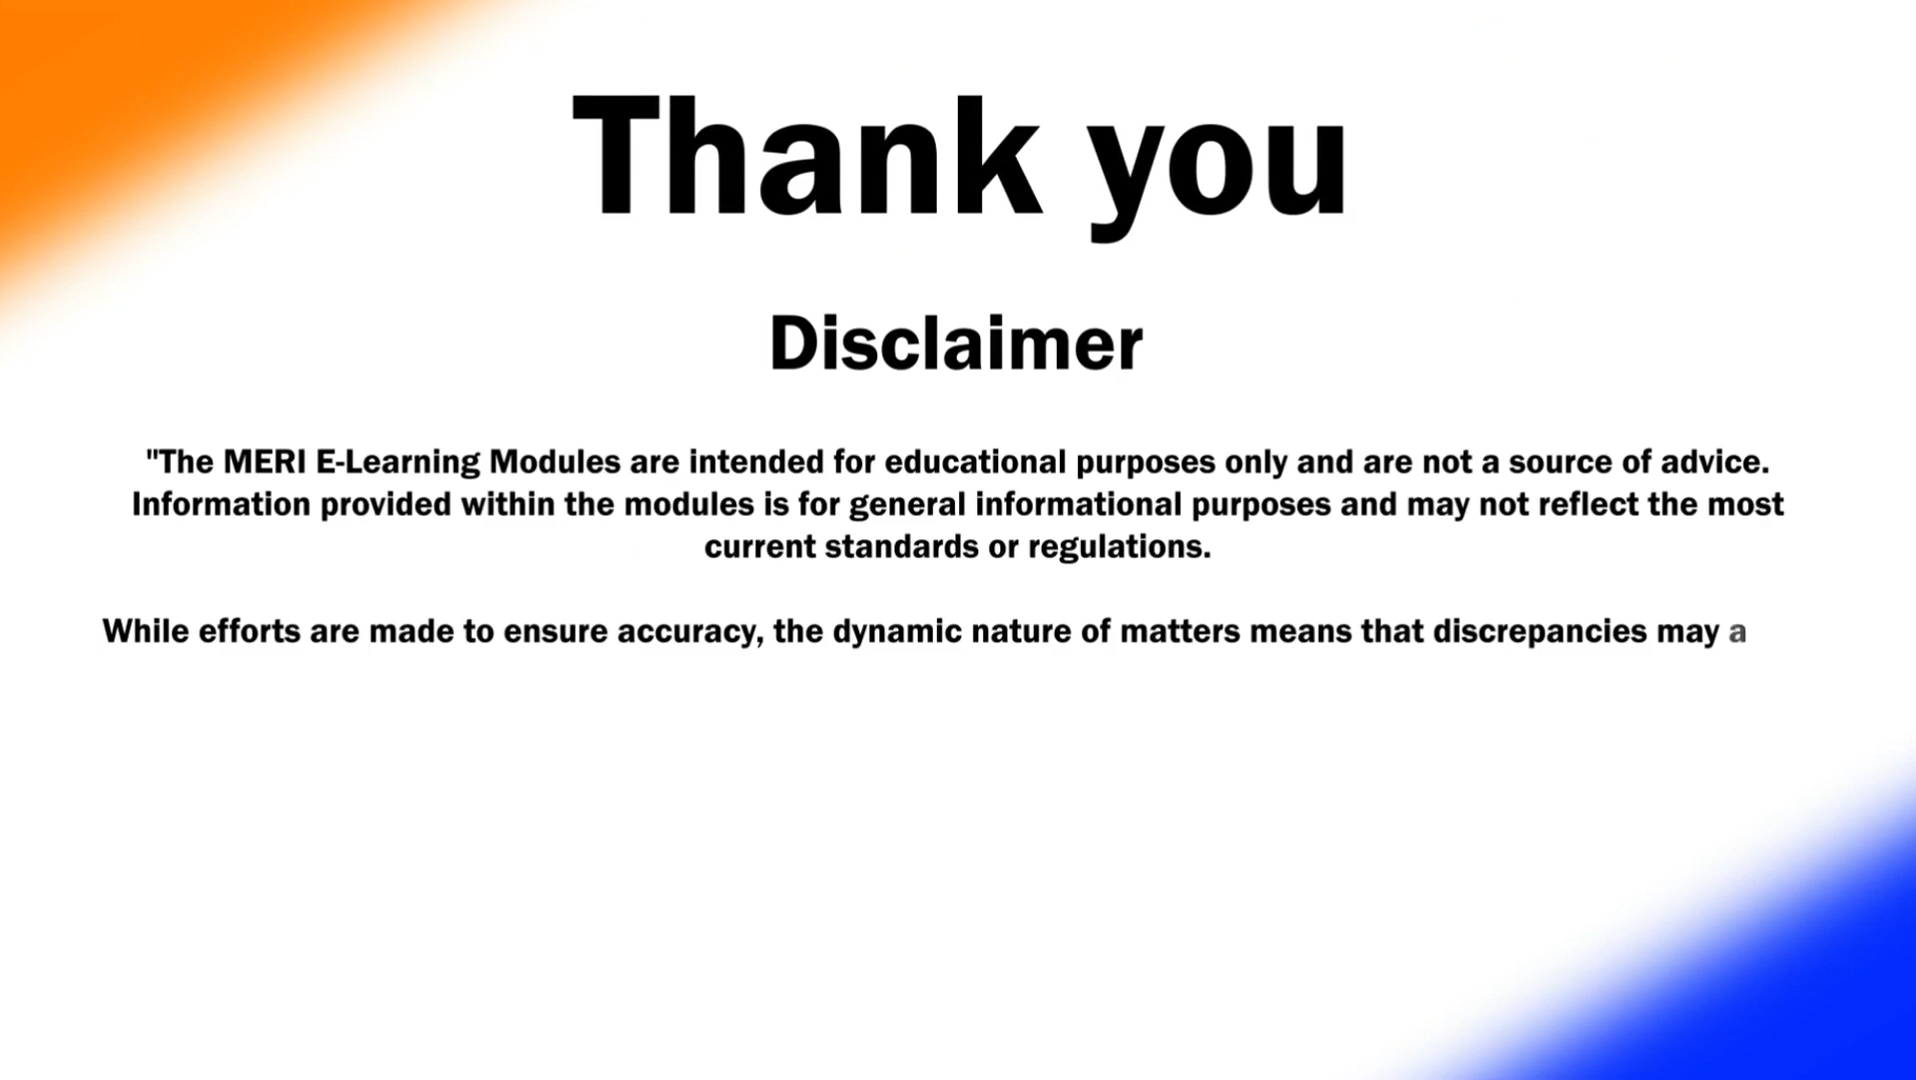 Thank you
Disclaimer
"The MERI E-Learning Modules are intended for educational purposes only and are not a source of advice.
Information provided within the modules is for general informational purposes and may not reflect the most
current standards or regulations.
While efforts are made to ensure accuracy, the dynamic nature of matters means that discrepancies may a